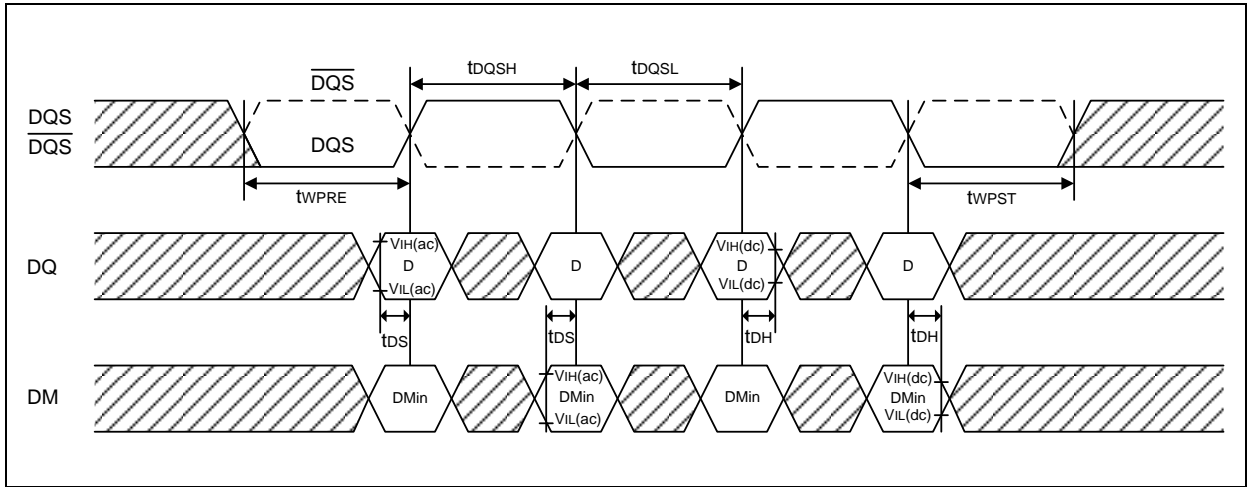 DQS
tDQSH
tDQSL
DQS
DQS
DQS
tWPRE
tWPST
DQ
VIH(ac)
D
VIL(ac)
D
VIH(dc)
D
VIL(dc)
D
tDS
tDS
tDH
tDH
DM
DMin
VIH(ac)
DMin
VIL(ac)
DMin
VIH(dc)
DMin
VIL(dc)